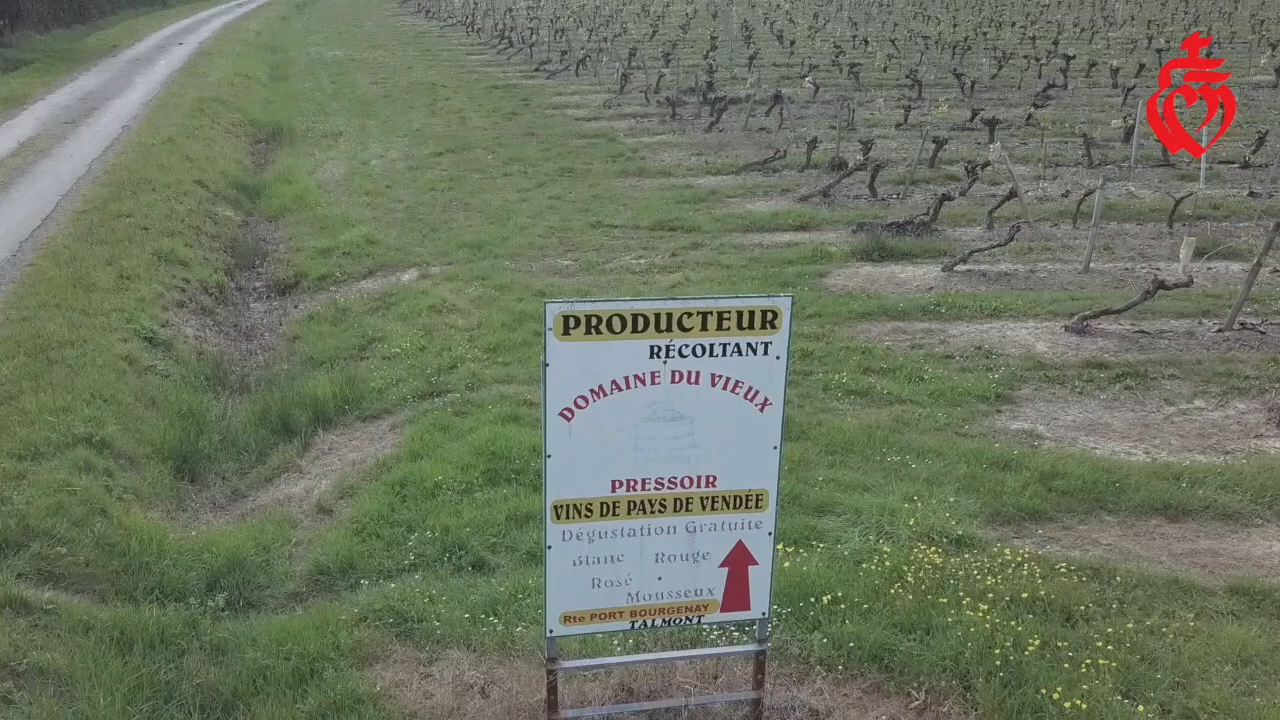 PRODUCTEUR
RÉCOLTANT
DOMAINE DU VIEUX
PRESSOIR
VINS DE PAYS DE VENDÉE
Dégustation Gratuite
Blanc Rouge
Rosé
Mousseux
Rte PORT BOURGENAY
TALMONT